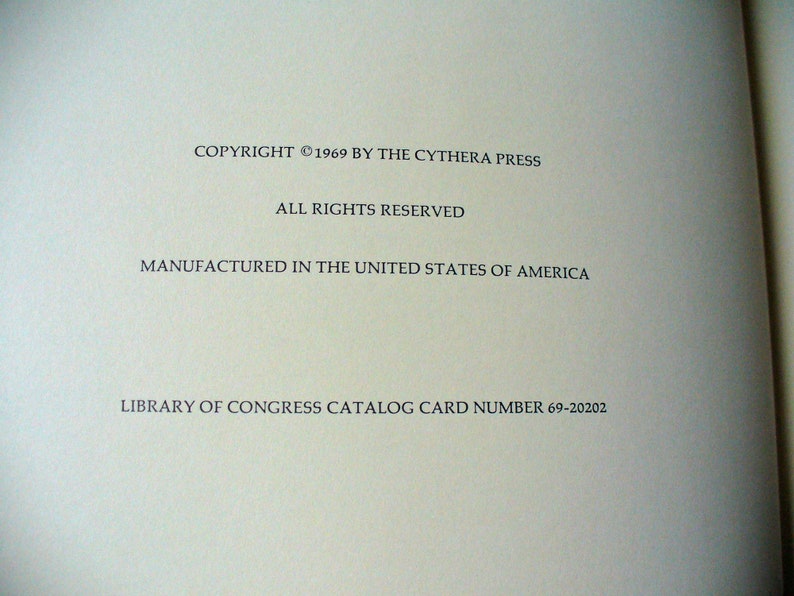 COPYRIGHT ©1969 BY THE CYTHERA PRESS
ALL RIGHTS RESERVED
MANUFACTURED IN THE UNITED STATES OF AMERICA
LIBRARY OF CONGRESS CATALOG CARD NUMBER 69-20202